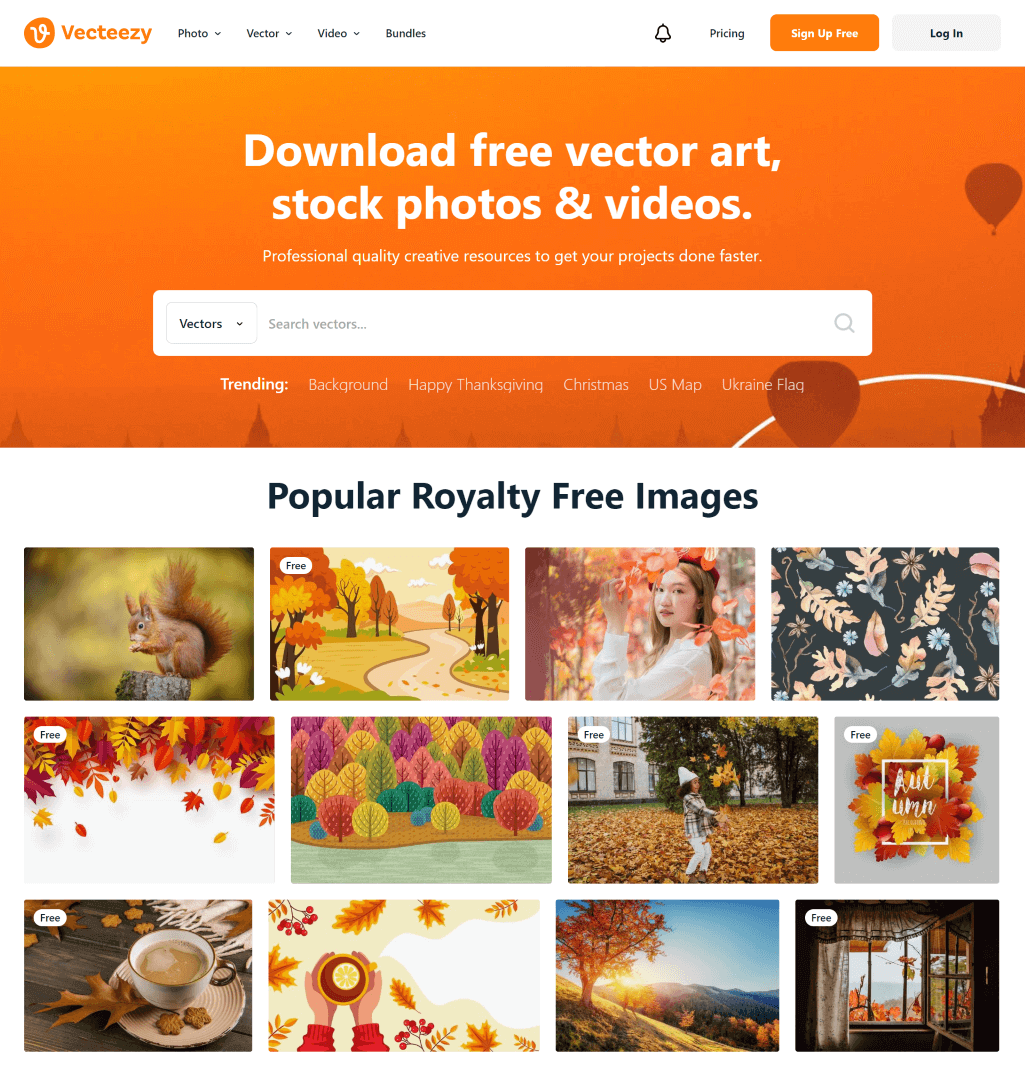 Vecteezy
Photo
Vector
Video
Bundles
Pricing
Sign Up Free
Log In
Download free vector art,
stock photos & videos.
Professional quality creative resources to get your projects done faster.
Vectors
Search vectors...
Trending: Background Happy Thanksgiving Christmas US Map Ukraine Flag
Popular Royalty Free Images
Free
Free
Free
Free
Aut
umn
Free
Free